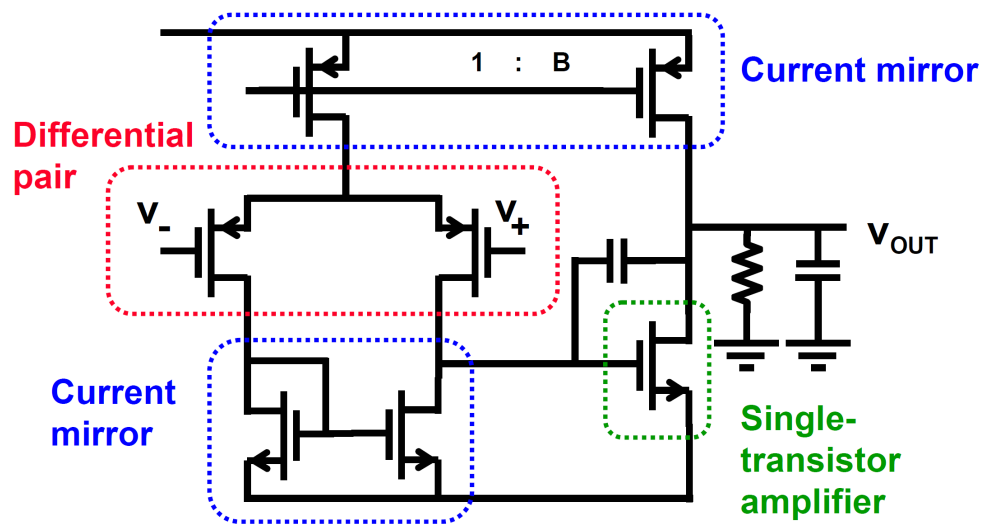 1 : B
Current mirror
Differential
pair
V-
V+
VOUT
Current
mirror
Single-
transistor
amplifier